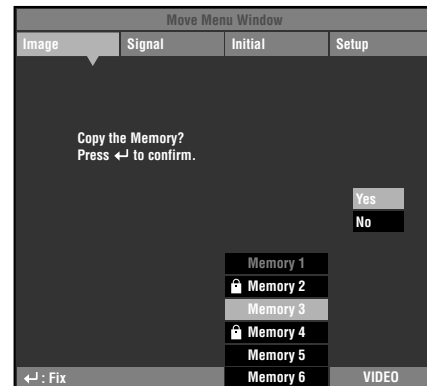 Move Menu Window
Image Signal Initial Setup
Copy the Memory?
Press ↵ to confirm.
Yes
No
Memory 1
Memory 2
Memory 3
Memory 4
Memory 5
Memory 6
↵ : Fix
VIDEO